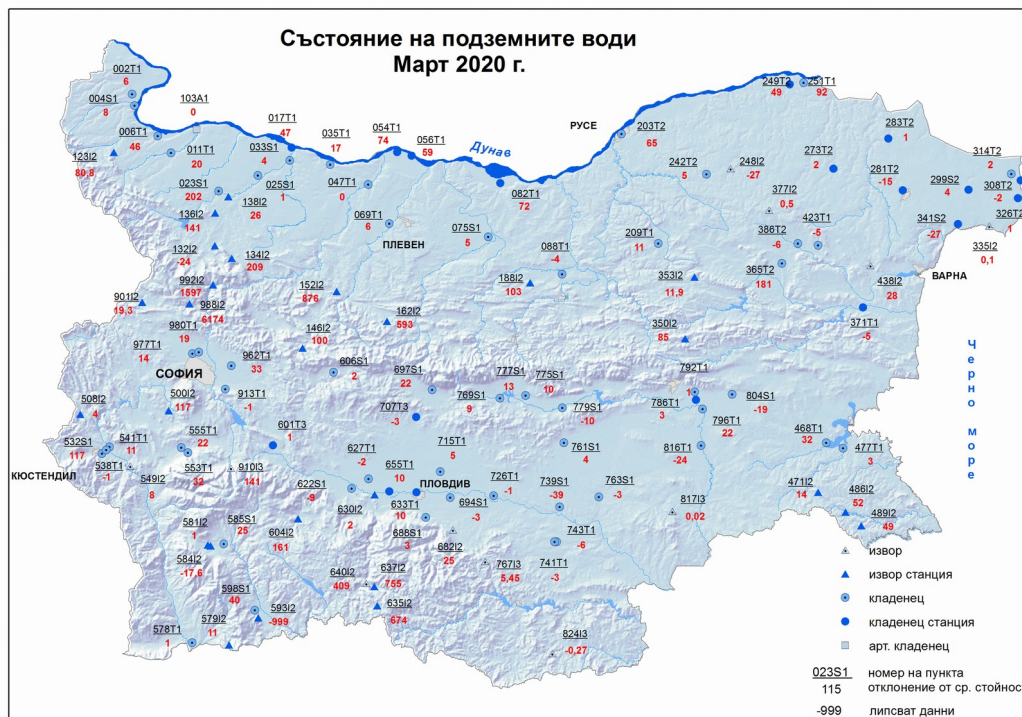 Състояние на подземните води
Март 2020 г.
002T1
6
004S1
8
103A1
0
006T1
46
017T1
47
011T1
20
033S1
4
035T1
17
054T1
74
056T1
59
Дунав
РУСЕ
203T2
65
249T2
49
251T1
92
283T2
1
314T2
2
123I2
80,8
023S1
202
025S1
1
047T1
0
082T1
72
242T2
5
248I2
-27
273T2
2
281T2
-15
299S2
4
308T2
-2
138I2
26
136I2
141
069T1
6
ПЛЕВЕН
075S1
5
377I2
0,5
423T1
-5
386T2
-6
341S2
-27
326T2
1
335I2
0,1
132I2
-24
134I2
209
088T1
-4
209T1
11
365T2
181
ВАРНА
992I2
1597
152I2
876
188I2
103
353I2
11,9
438I2
28
901I2
19,3
988I2
6174
162I2
593
350I2
85
371T1
-5
980T1
19
977T1
14
146I2
100
СОФИЯ
962T1
33
606S1
2
697S1
22
777S1
13
775S1
10
792T1
1
Черно море
500I2
117
913T1
-1
769S1
9
779S1
-10
786T1
3
804S1
-19
508I2
4
707T3
-3
796T1
22
532S1
117
541T1
11
555T1
22
601T3
1
627T1
-2
715T1
5
761S1
4
816T1
-24
468T1
32
477T1
3
КЮСТЕНДИЛ
538T1
-1
549I2
8
553T1
32
910I3
141
622S1
-9
655T1
10
ПЛОВДИВ
726T1
-1
739S1
-39
763S1
-3
471I2
14
486I2
52
630I2
2
633T1
10
694S1
-3
817I3
0,02
489I2
49
581I2
1
585S1
25
604I2
161
688S1
3
682I2
25
743T1
-6
584I2
-17,6
640I2
409
637I2
755
767I3
5,45
741T1
-3
598S1
40
593I2
-999
635I2
674
578T1
1
579I2
11
824I3
-0,27
извор
извор станция
кладенец
кладенец станция
арт. кладенец
023S1 номер на пункта
115 отклонение от ср. стойнос
-999 липсват данни